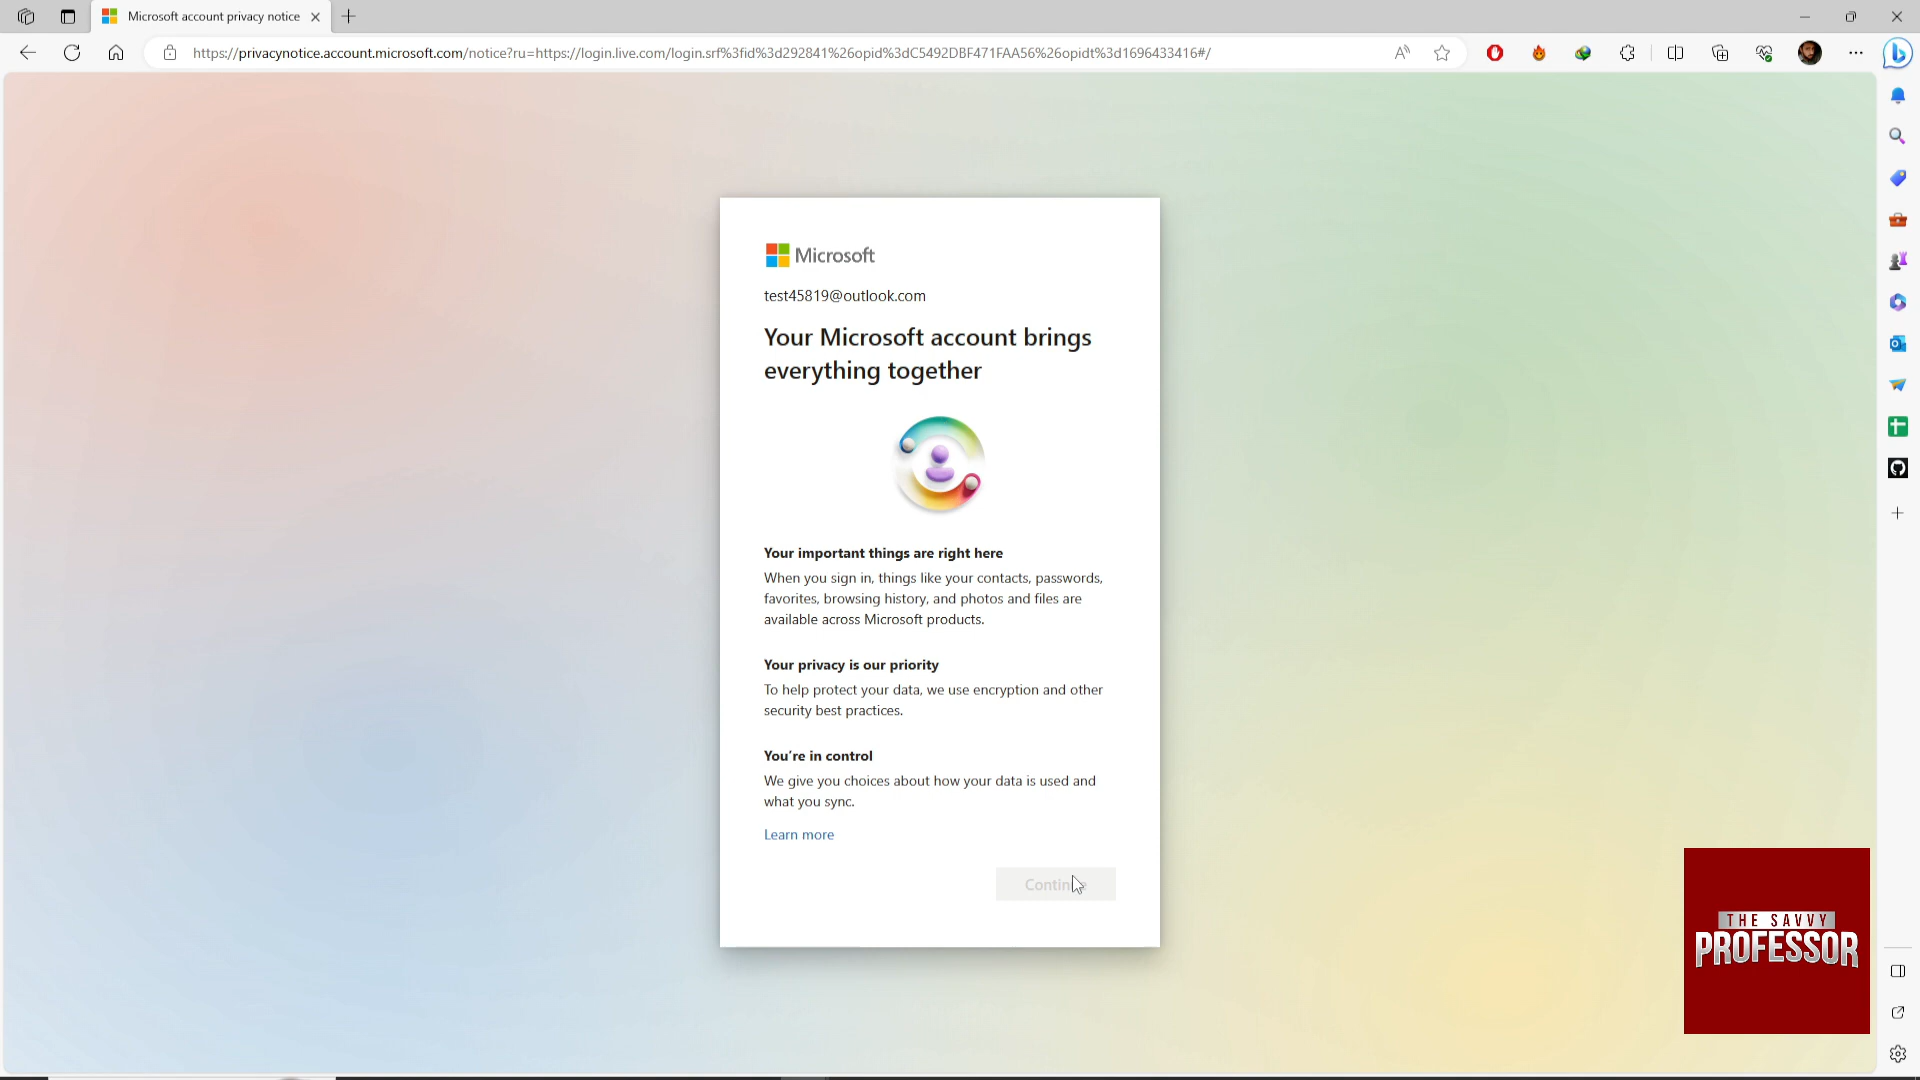 Microsoft account privacy notice
https://privacynotice.account.microsoft.com/notice?ru=https://login.live.com/login.srf%3fid%3d292841%26opid%3dC5492DBF471FAA56%26opidt%3d1696433416#/
Microsoft
test45819@outlook.com
Your Microsoft account brings
everything together
Your important things are right here
When you sign in, things like your contacts, passwords,
favorites, browsing history, and photos and files are
available across Microsoft products.
Your privacy is our priority
To help protect your data, we use encryption and other
security best practices.
You're in control
We give you choices about how your data is used and
what you sync.
Learn more
Continue
THE SAVVY
PROFESSOR